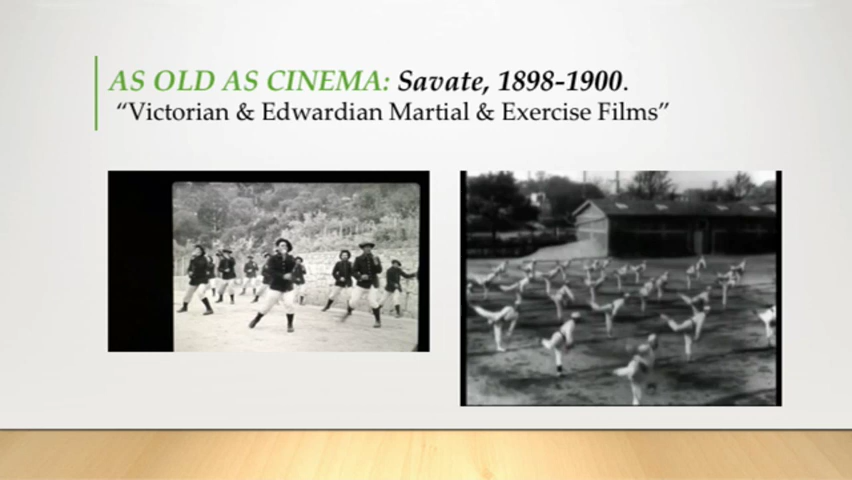 AS OLD AS CINEMA: Savate, 1898-1900.
“Victorian & Edwardian Martial & Exercise Films”